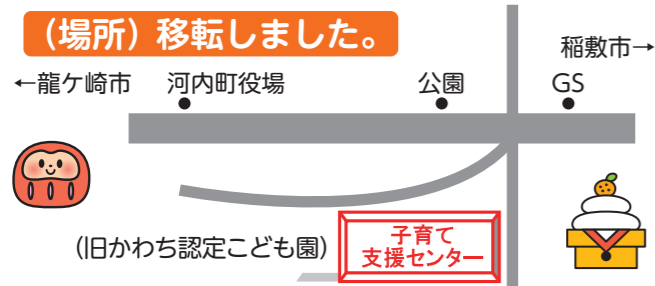 （場所）移転しました。
稲敷市→
←龍ケ崎市
河内町役場
公園
GS
（旧かわち認定こども園）
子育て
支援センター